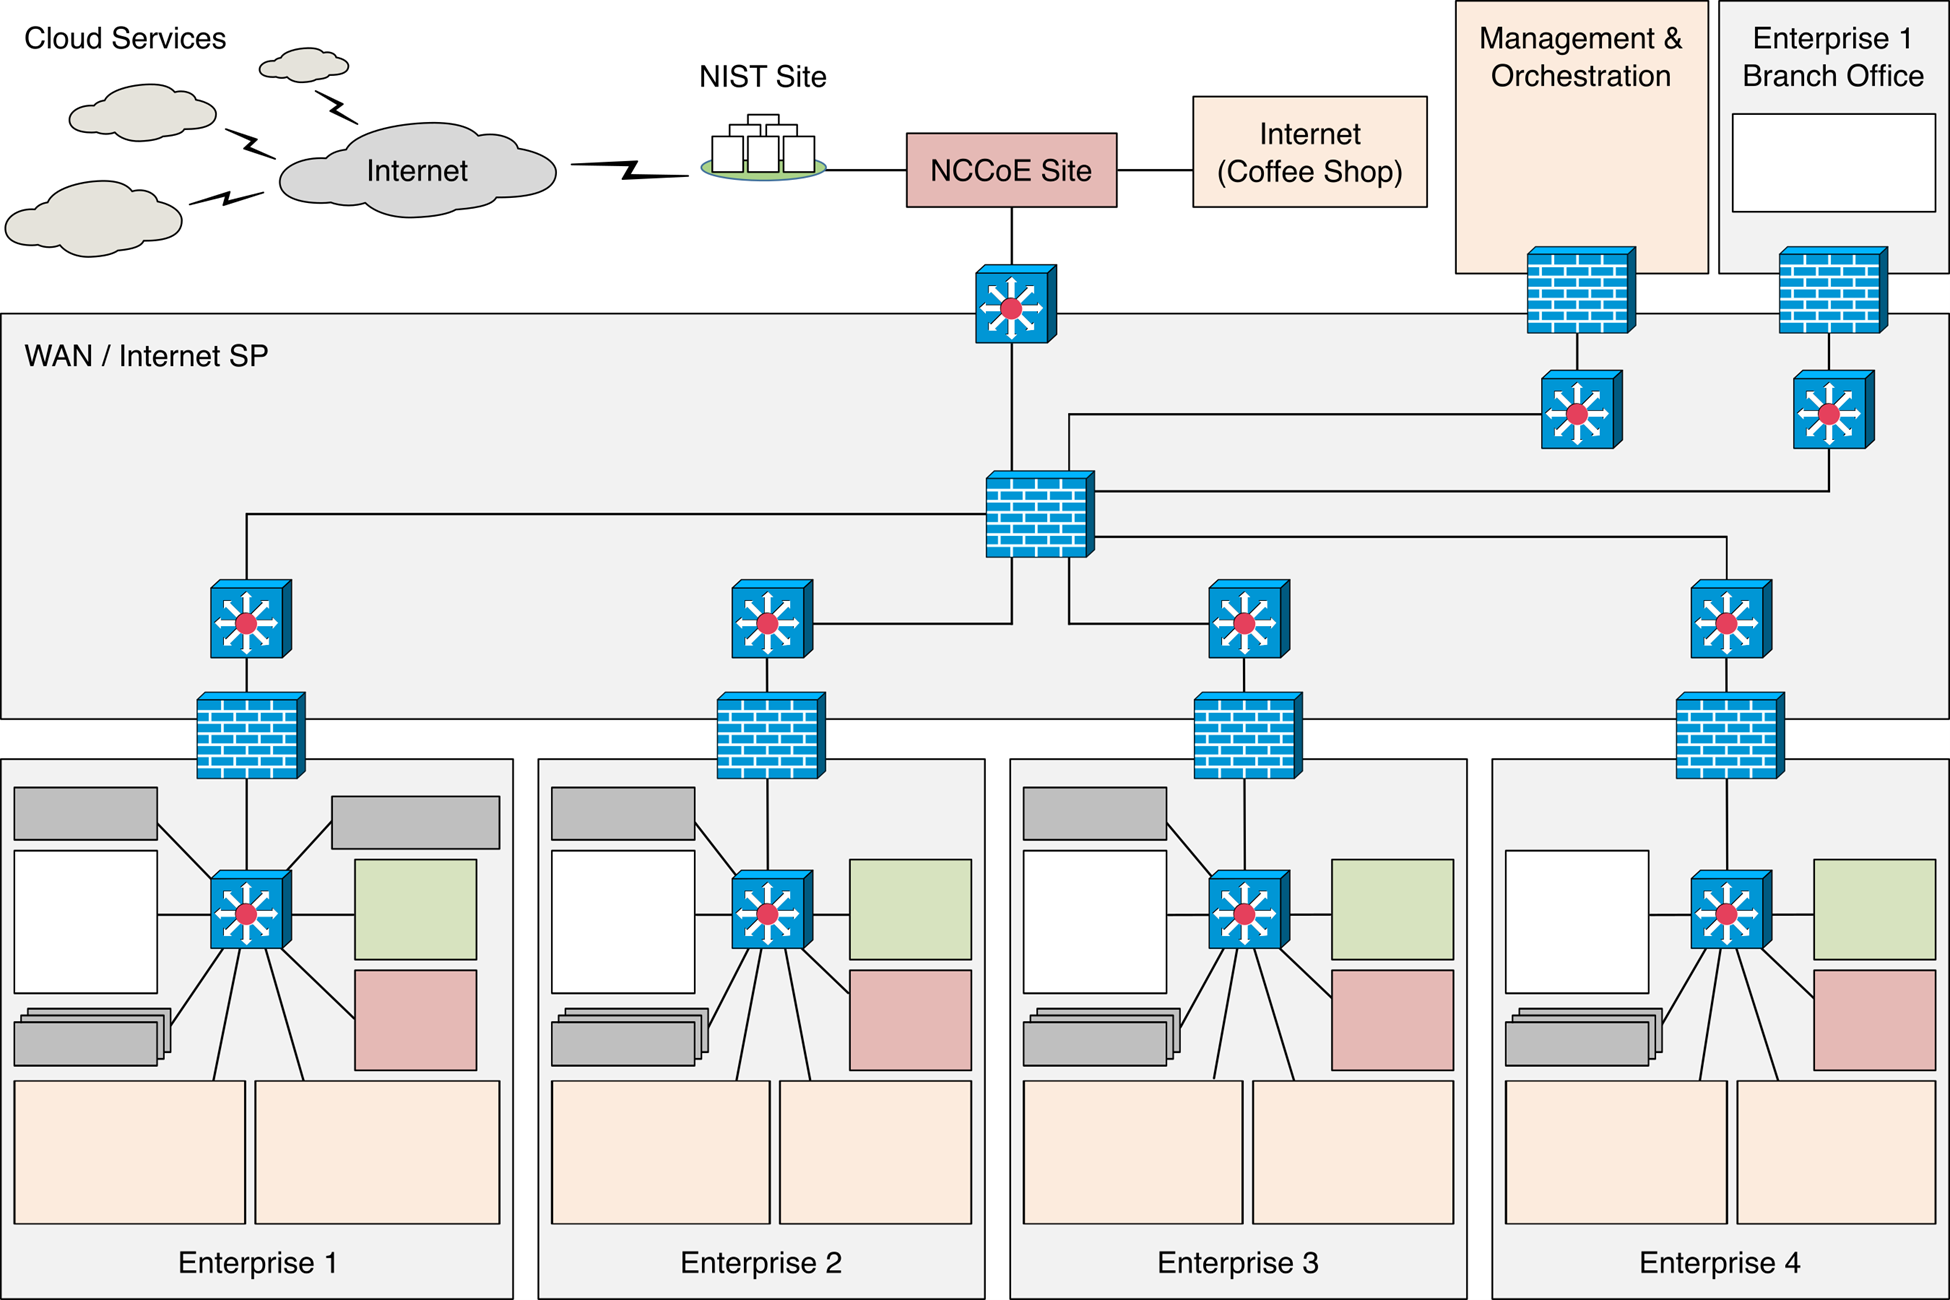 Cloud Services
Internet
NIST Site
NCCoE Site
Internet
(Coffee Shop)
Management &
Orchestration
Enterprise 1
Branch Office
WAN / Internet SP
Enterprise 1
Enterprise 2
Enterprise 3
Enterprise 4